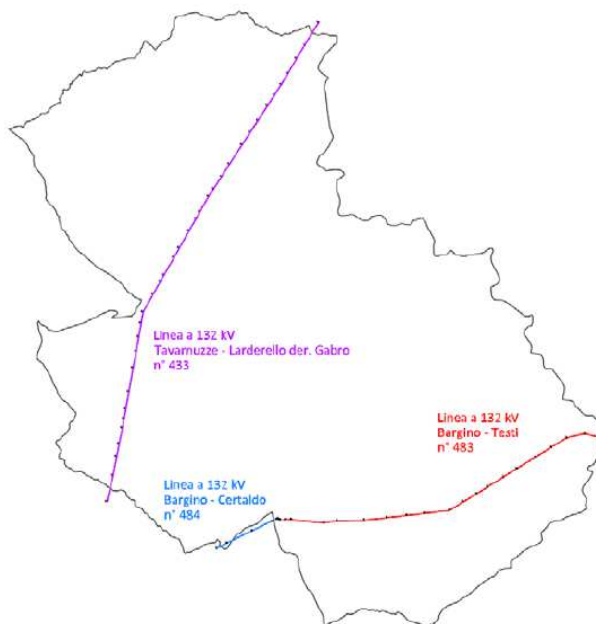 Linea a 132 kV
Tavarnuzze - Larderello der. Gabro
n° 433
Linea a 132 kV
Bargino - Testi
n° 483
Linea a 132 kV
Bargino - Certaldo
n° 484